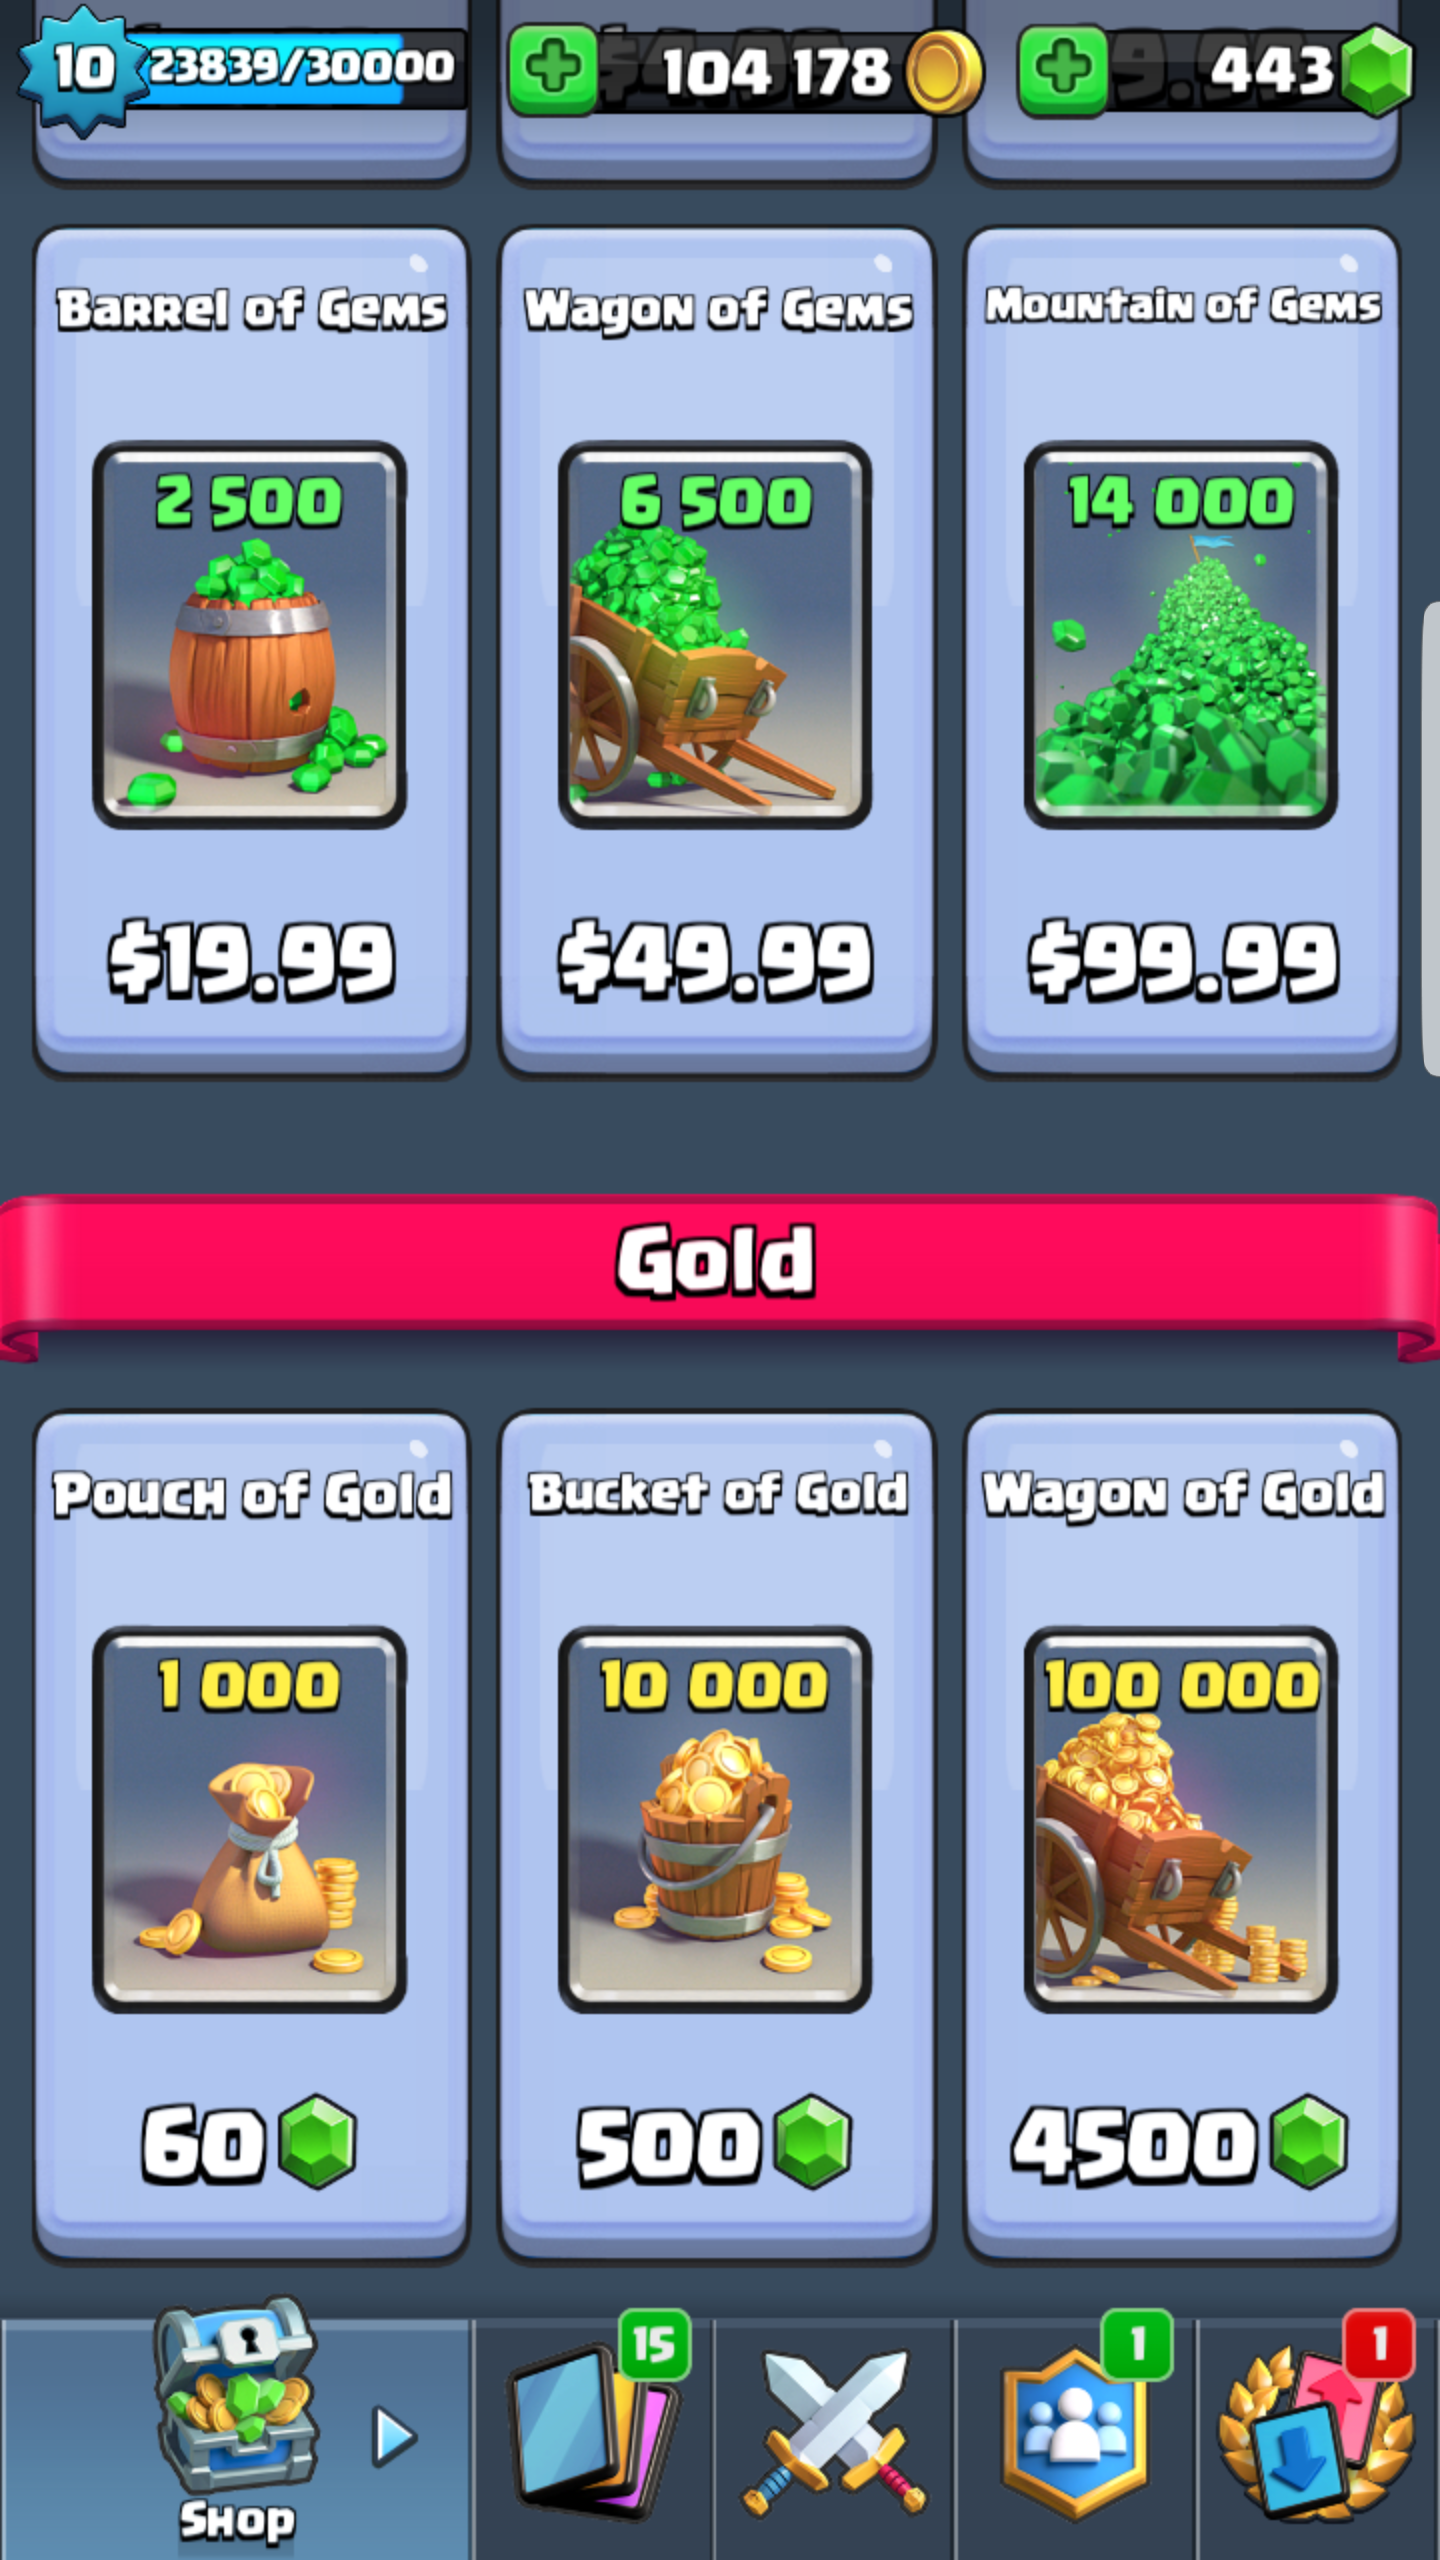 10
23839/30000
104 178
443
Barrel of Gems
Wagon of Gems
Mountain of Gems
2 500
6 500
14 000
$19.99
$49.99
$99.99
Gold
Pouch of Gold
Bucket of Gold
Wagon of Gold
1 000
10 000
100 000
60
500
4500
15
1
1
Shop